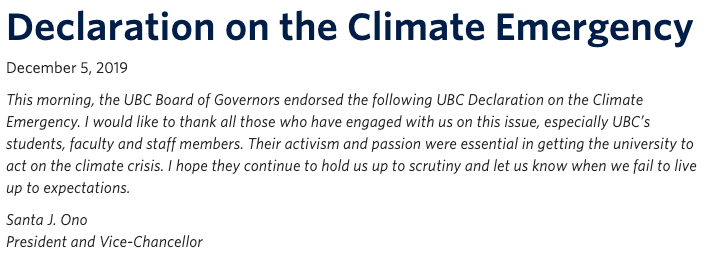 Declaration on the Climate Emergency
December 5, 2019
This morning, the UBC Board of Governors endorsed the following UBC Declaration on the Climate
Emergency. I would like to thank all those who have engaged with us on this issue, especially UBC’s
students, faculty and staff members. Their activism and passion were essential in getting the university to
act on the climate crisis. I hope they continue to hold us up to scrutiny and let us know when we fail to live
up to expectations.
Santa J. Ono
President and Vice-Chancellor